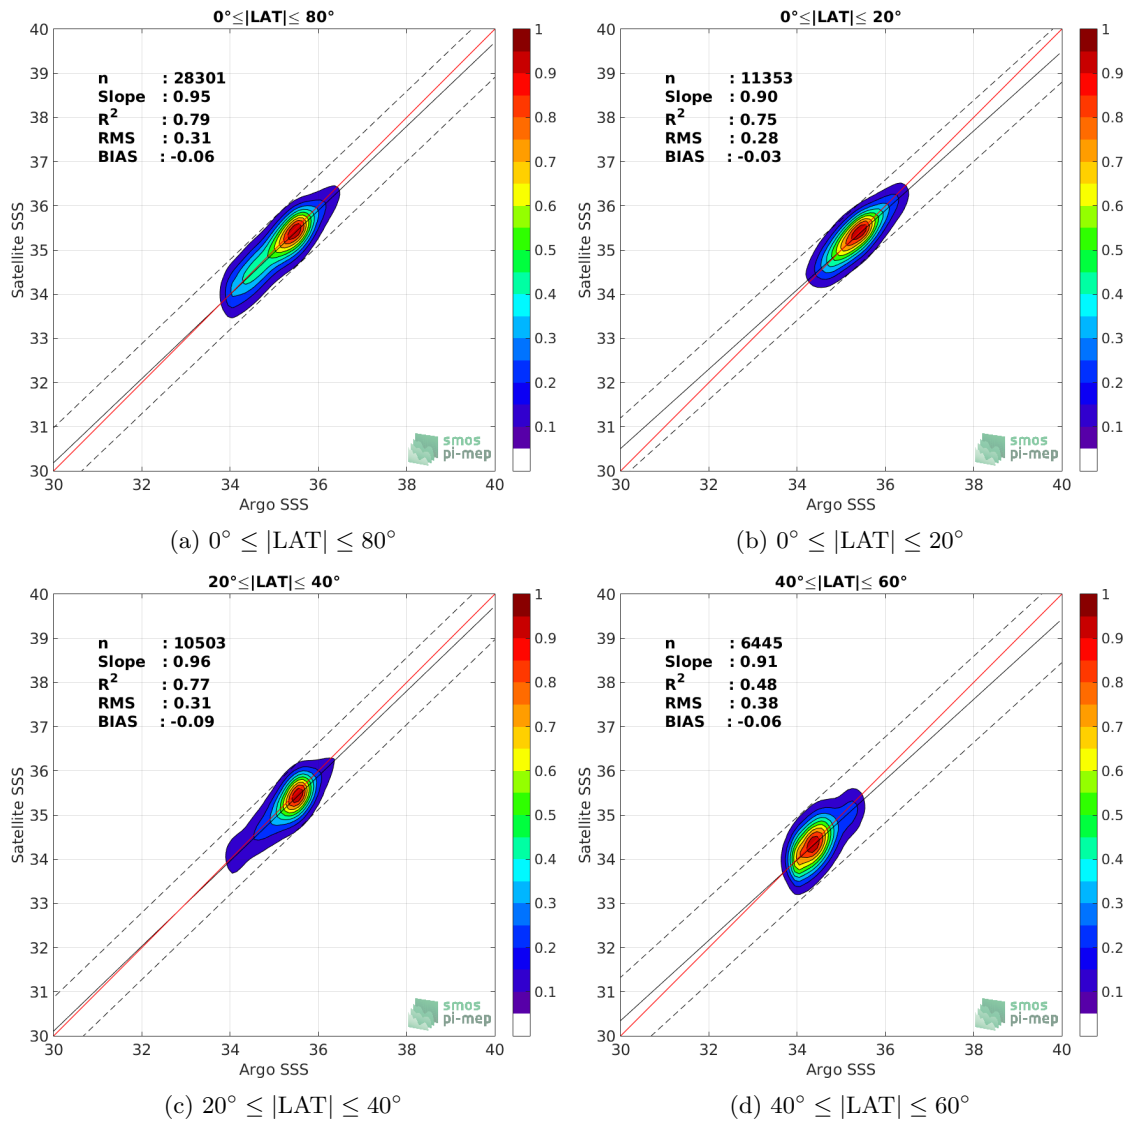 0°≤|LAT|≤ 80°
n : 28301
Slope : 0.95
R² : 0.79
RMS : 0.31
BIAS : -0.06
Satellite SSS
40
39
38
37
36
35
34
33
32
31
30
30 32 34 36 38 40
Argo SSS
1
0.9
0.8
0.7
0.6
0.5
0.4
0.3
0.2
0.1
smos
pi-mep
(a) 0° ≤ |LAT| ≤ 80°
0°≤|LAT|≤ 20°
n : 11353
Slope : 0.90
R² : 0.75
RMS : 0.28
BIAS : -0.03
Satellite SSS
40
39
38
37
36
35
34
33
32
31
30
30 32 34 36 38 40
Argo SSS
1
0.9
0.8
0.7
0.6
0.5
0.4
0.3
0.2
0.1
smos
pi-mep
(b) 0° ≤ |LAT| ≤ 20°
20°≤|LAT|≤ 40°
n : 10503
Slope : 0.96
R² : 0.77
RMS : 0.31
BIAS : -0.09
Satellite SSS
40
39
38
37
36
35
34
33
32
31
30
30 32 34 36 38 40
Argo SSS
1
0.9
0.8
0.7
0.6
0.5
0.4
0.3
0.2
0.1
smos
pi-mep
(c) 20° ≤ |LAT| ≤ 40°
40°≤|LAT|≤ 60°
n : 6445
Slope : 0.91
R² : 0.48
RMS : 0.38
BIAS : -0.06
Satellite SSS
40
39
38
37
36
35
34
33
32
31
30
30 32 34 36 38 40
Argo SSS
1
0.9
0.8
0.7
0.6
0.5
0.4
0.3
0.2
0.1
smos
pi-mep
(d) 40° ≤ |LAT| ≤ 60°